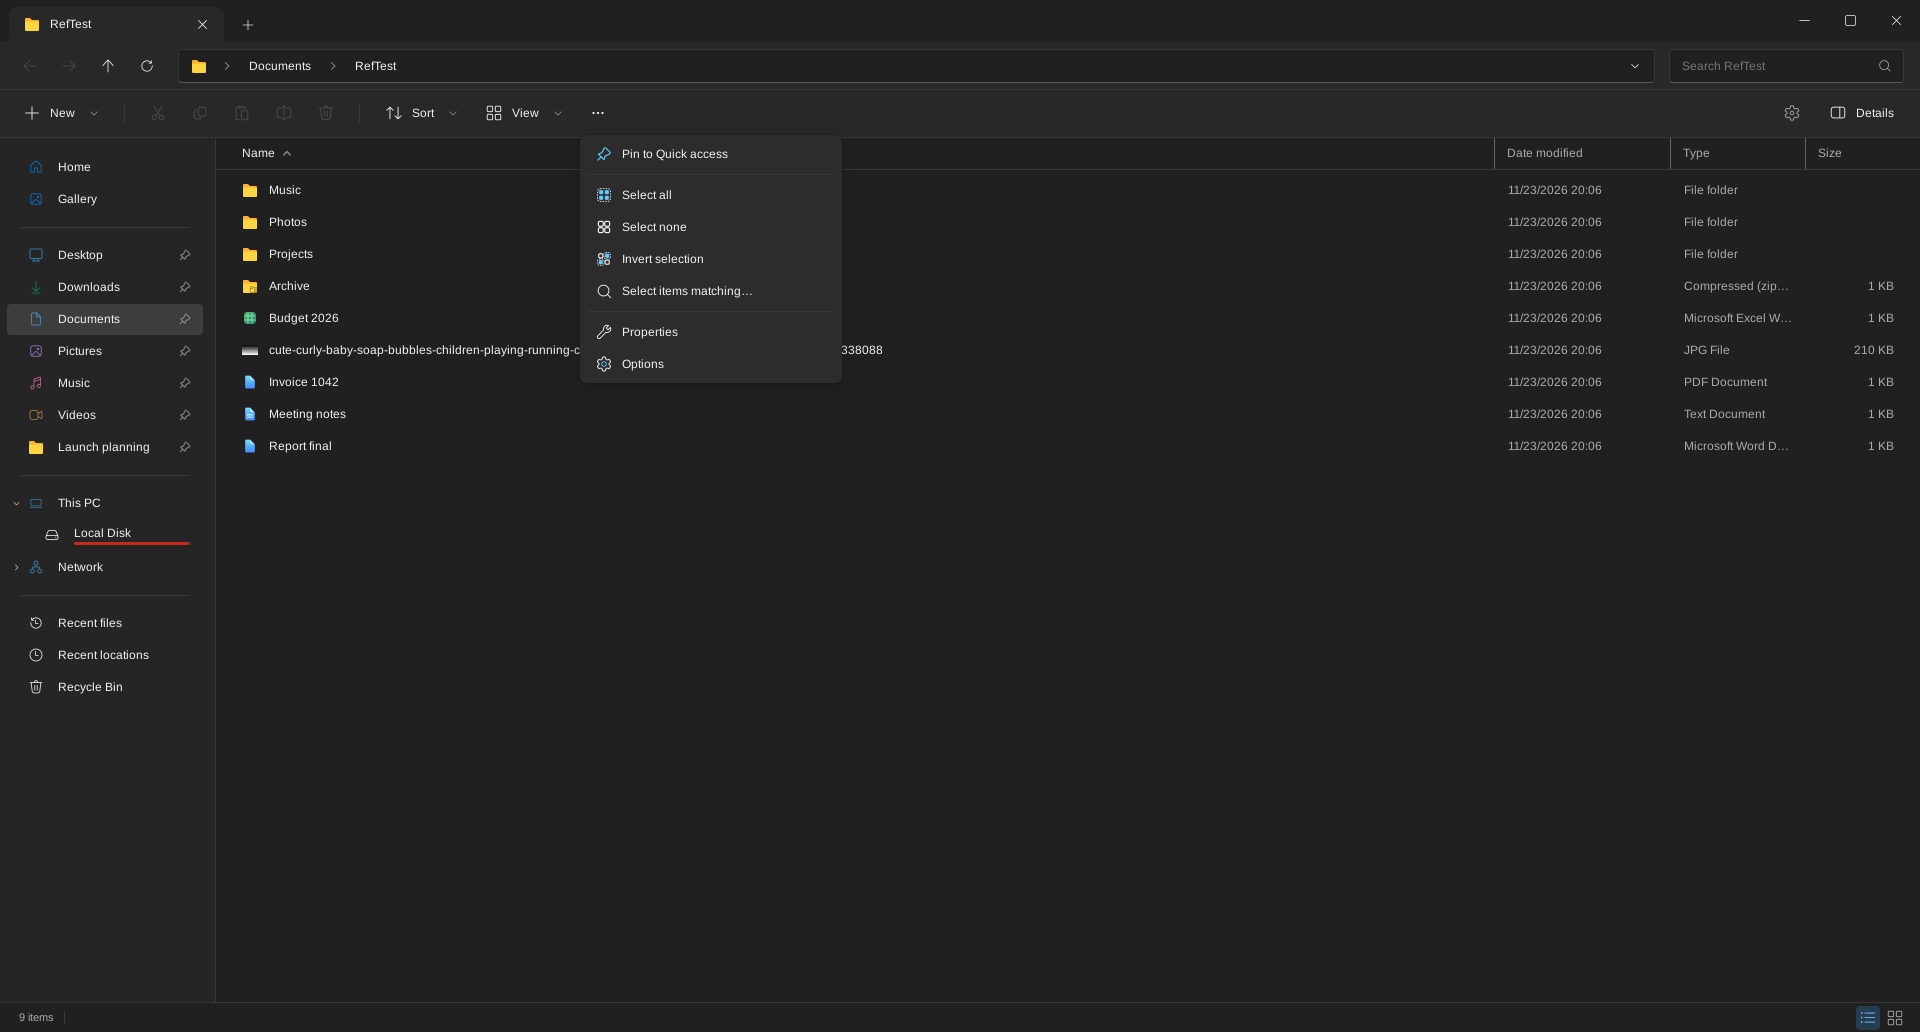 RefTest
Documents
RefTest
Search RefTest
New
Sort
View
Details
Home
Gallery
Desktop
Downloads
Documents
Pictures
Music
Videos
Launch planning
This PC
Local Disk
Network
Recent files
Recent locations
Recycle Bin
Name Date modified Type Size
Music 11/23/2026 20:06 File folder
Photos 11/23/2026 20:06 File folder
Projects 11/23/2026 20:06 File folder
Archive 11/23/2026 20:06 Compressed (zip… 1 KB
Budget 2026 11/23/2026 20:06 Microsoft Excel W… 1 KB
cute-curly-baby-soap-bubbles-children-playing-running-c 338088 11/23/2026 20:06 JPG File 210 KB
Invoice 1042 11/23/2026 20:06 PDF Document 1 KB
Meeting notes 11/23/2026 20:06 Text Document 1 KB
Report final 11/23/2026 20:06 Microsoft Word D… 1 KB
Pin to Quick access
Select all
Select none
Invert selection
Select items matching…
Properties
Options
9 items